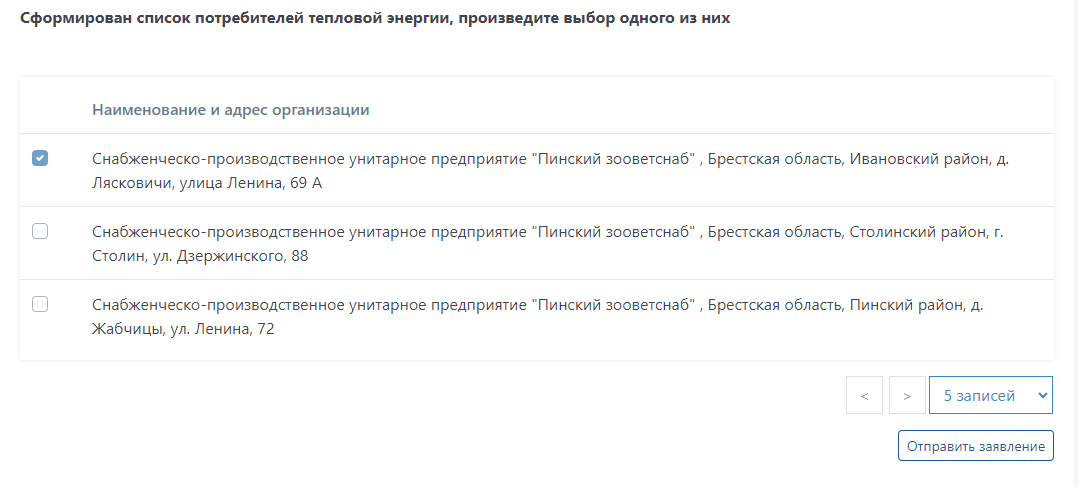 Сформирован список потребителей тепловой энергии, произведите выбор одного из них
Наименование и адрес организации
Снабженческо-производственное унитарное предприятие "Пинский зооветснаб" , Брестская область, Ивановский район, д.
Лясковичи, улица Ленина, 69 А
Снабженческо-производственное унитарное предприятие "Пинский зооветснаб" , Брестская область, Столинский район, г.
Столин, ул. Дзержинского, 88
Снабженческо-производственное унитарное предприятие "Пинский зооветснаб" , Брестская область, Пинский район, д.
Жабчицы, ул. Ленина, 72
< > 5 записей
Отправить заявление